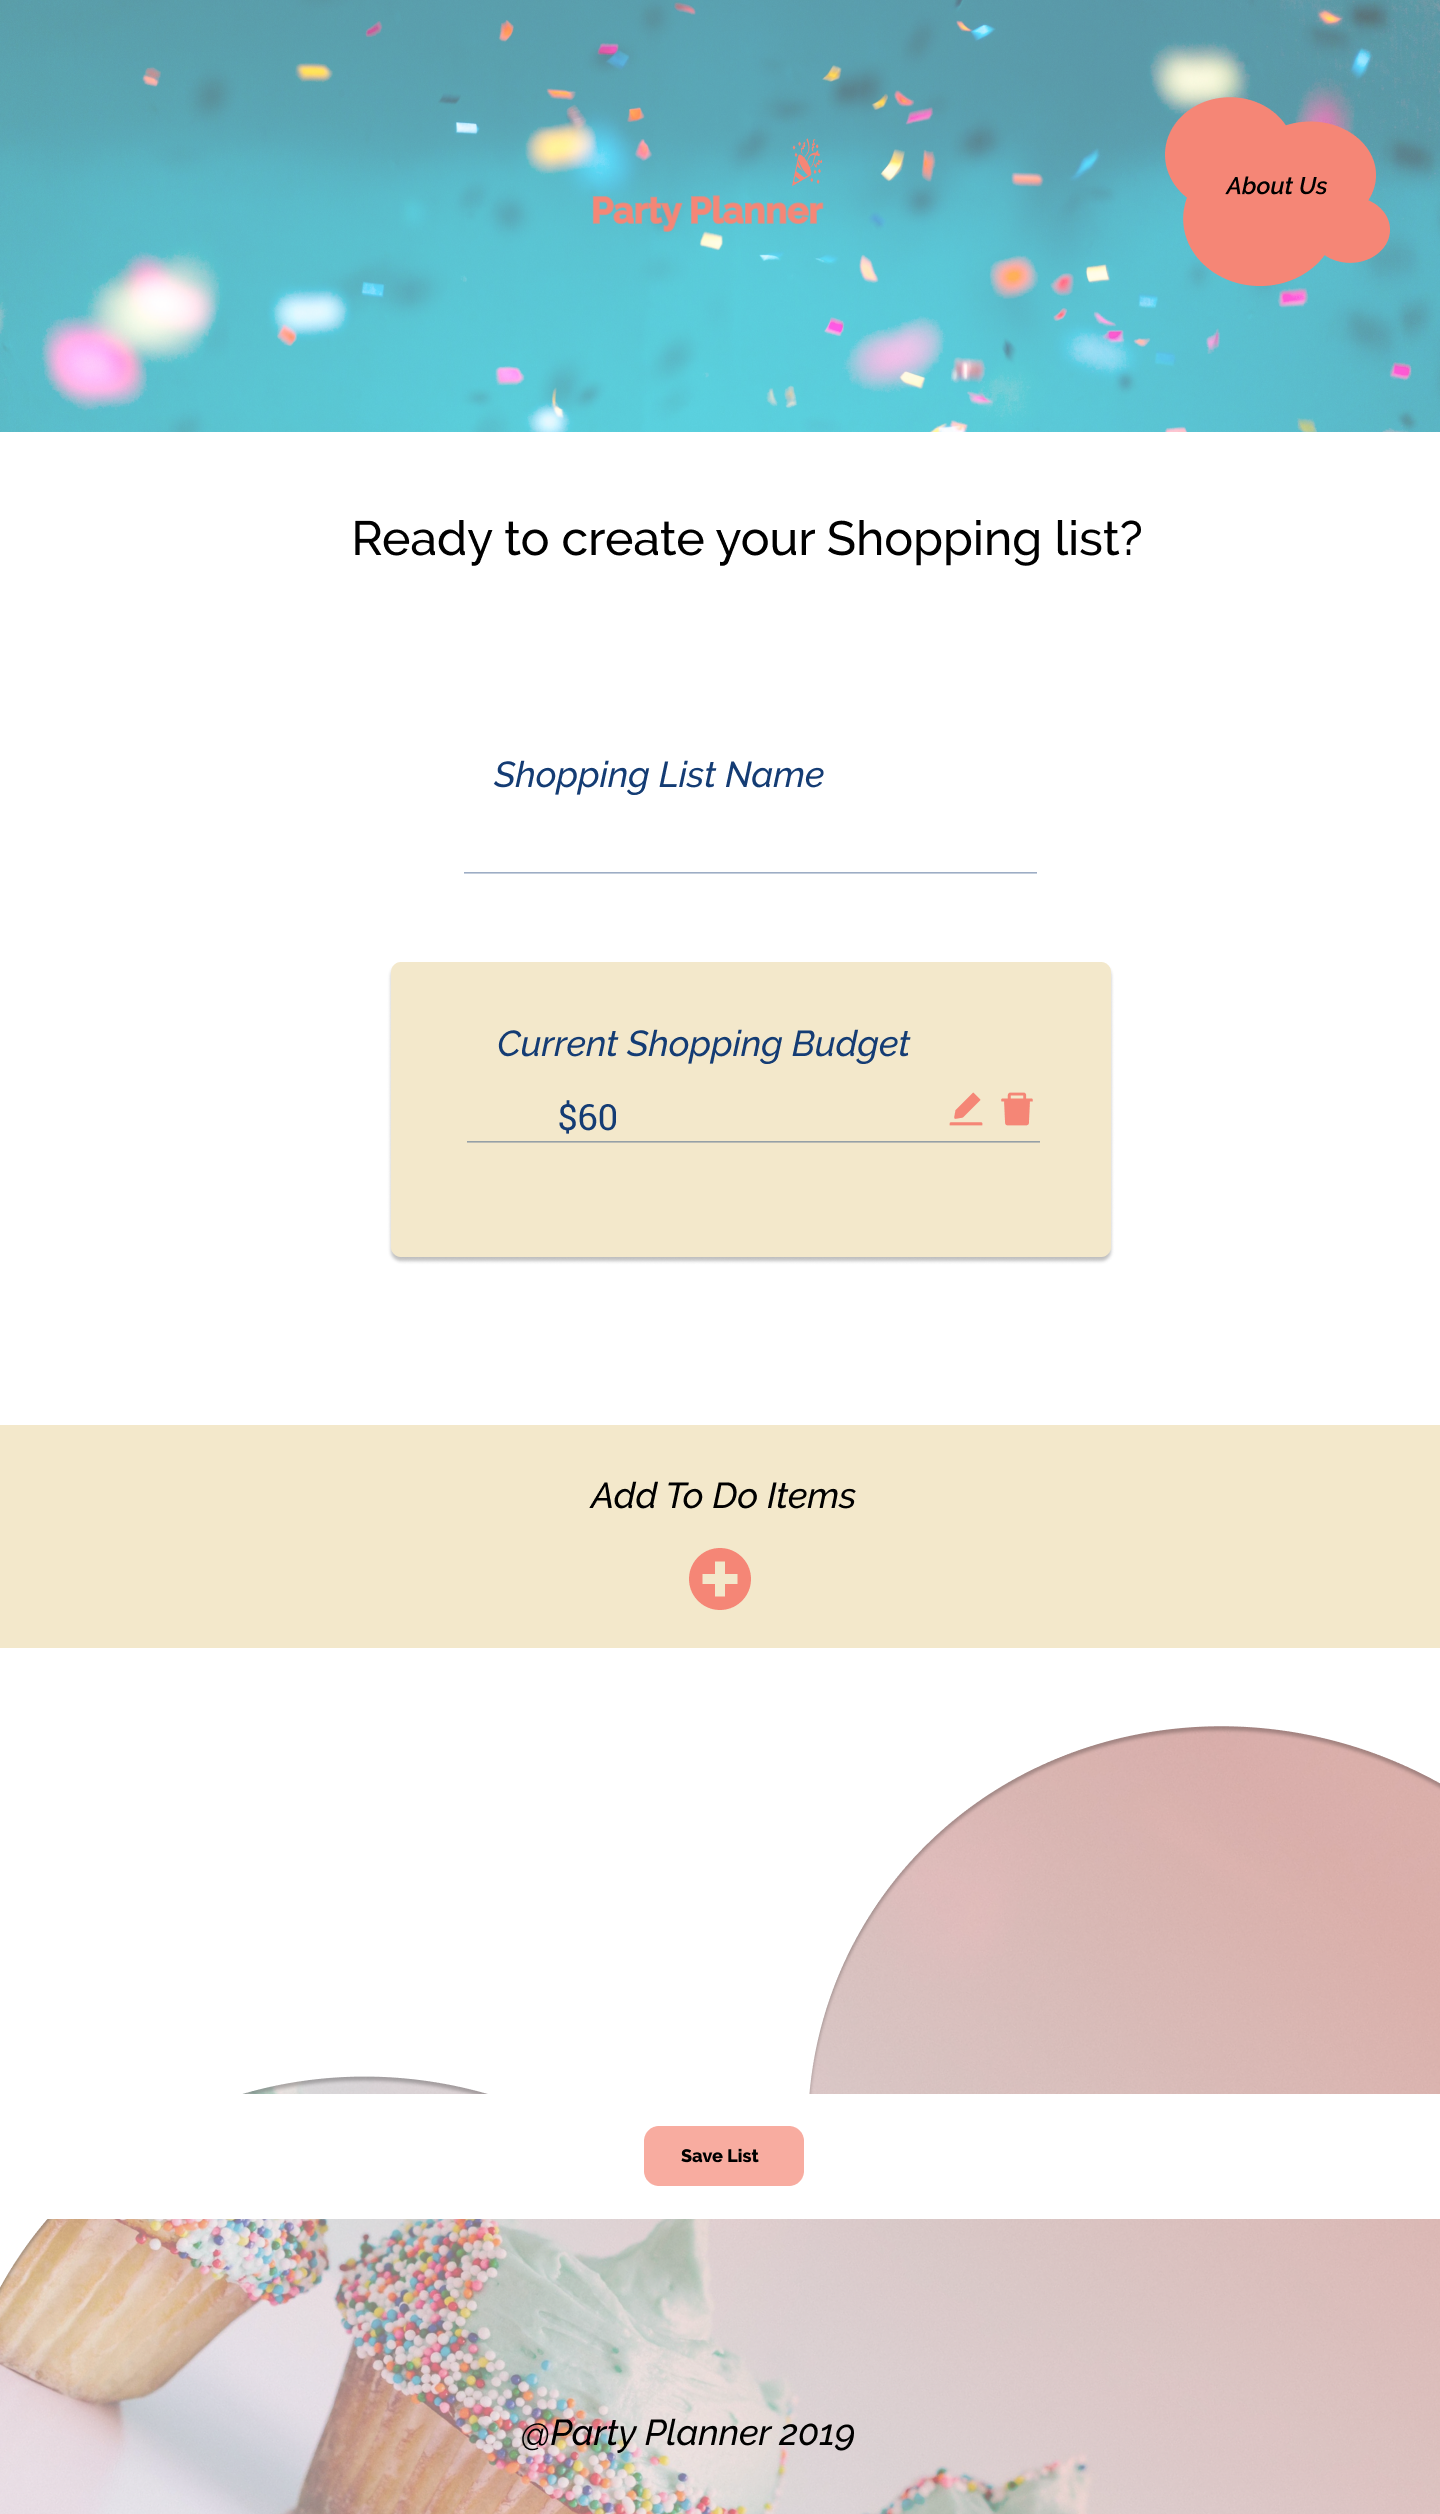 Party Planner
About Us
Ready to create your Shopping list?
Shopping List Name
Current Shopping Budget
$60
Add To Do Items
Save List
@Party Planner 2019